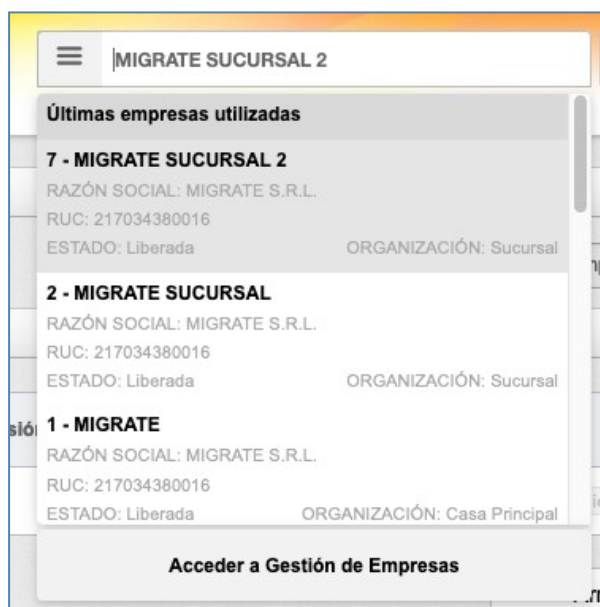 MIGRATE SUCURSAL 2
Últimas empresas utilizadas
7 - MIGRATE SUCURSAL 2
RAZÓN SOCIAL: MIGRATE S.R.L.
RUC: 217034380016
ESTADO: Liberada ORGANIZACIÓN: Sucursal
2 - MIGRATE SUCURSAL
RAZÓN SOCIAL: MIGRATE S.R.L.
RUC: 217034380016
ESTADO: Liberada ORGANIZACIÓN: Sucursal
sión
1 - MIGRATE
RAZÓN SOCIAL: MIGRATE S.R.L.
RUC: 217034380016
ESTADO: Liberada ORGANIZACIÓN: Casa Principal
Acceder a Gestión de Empresas